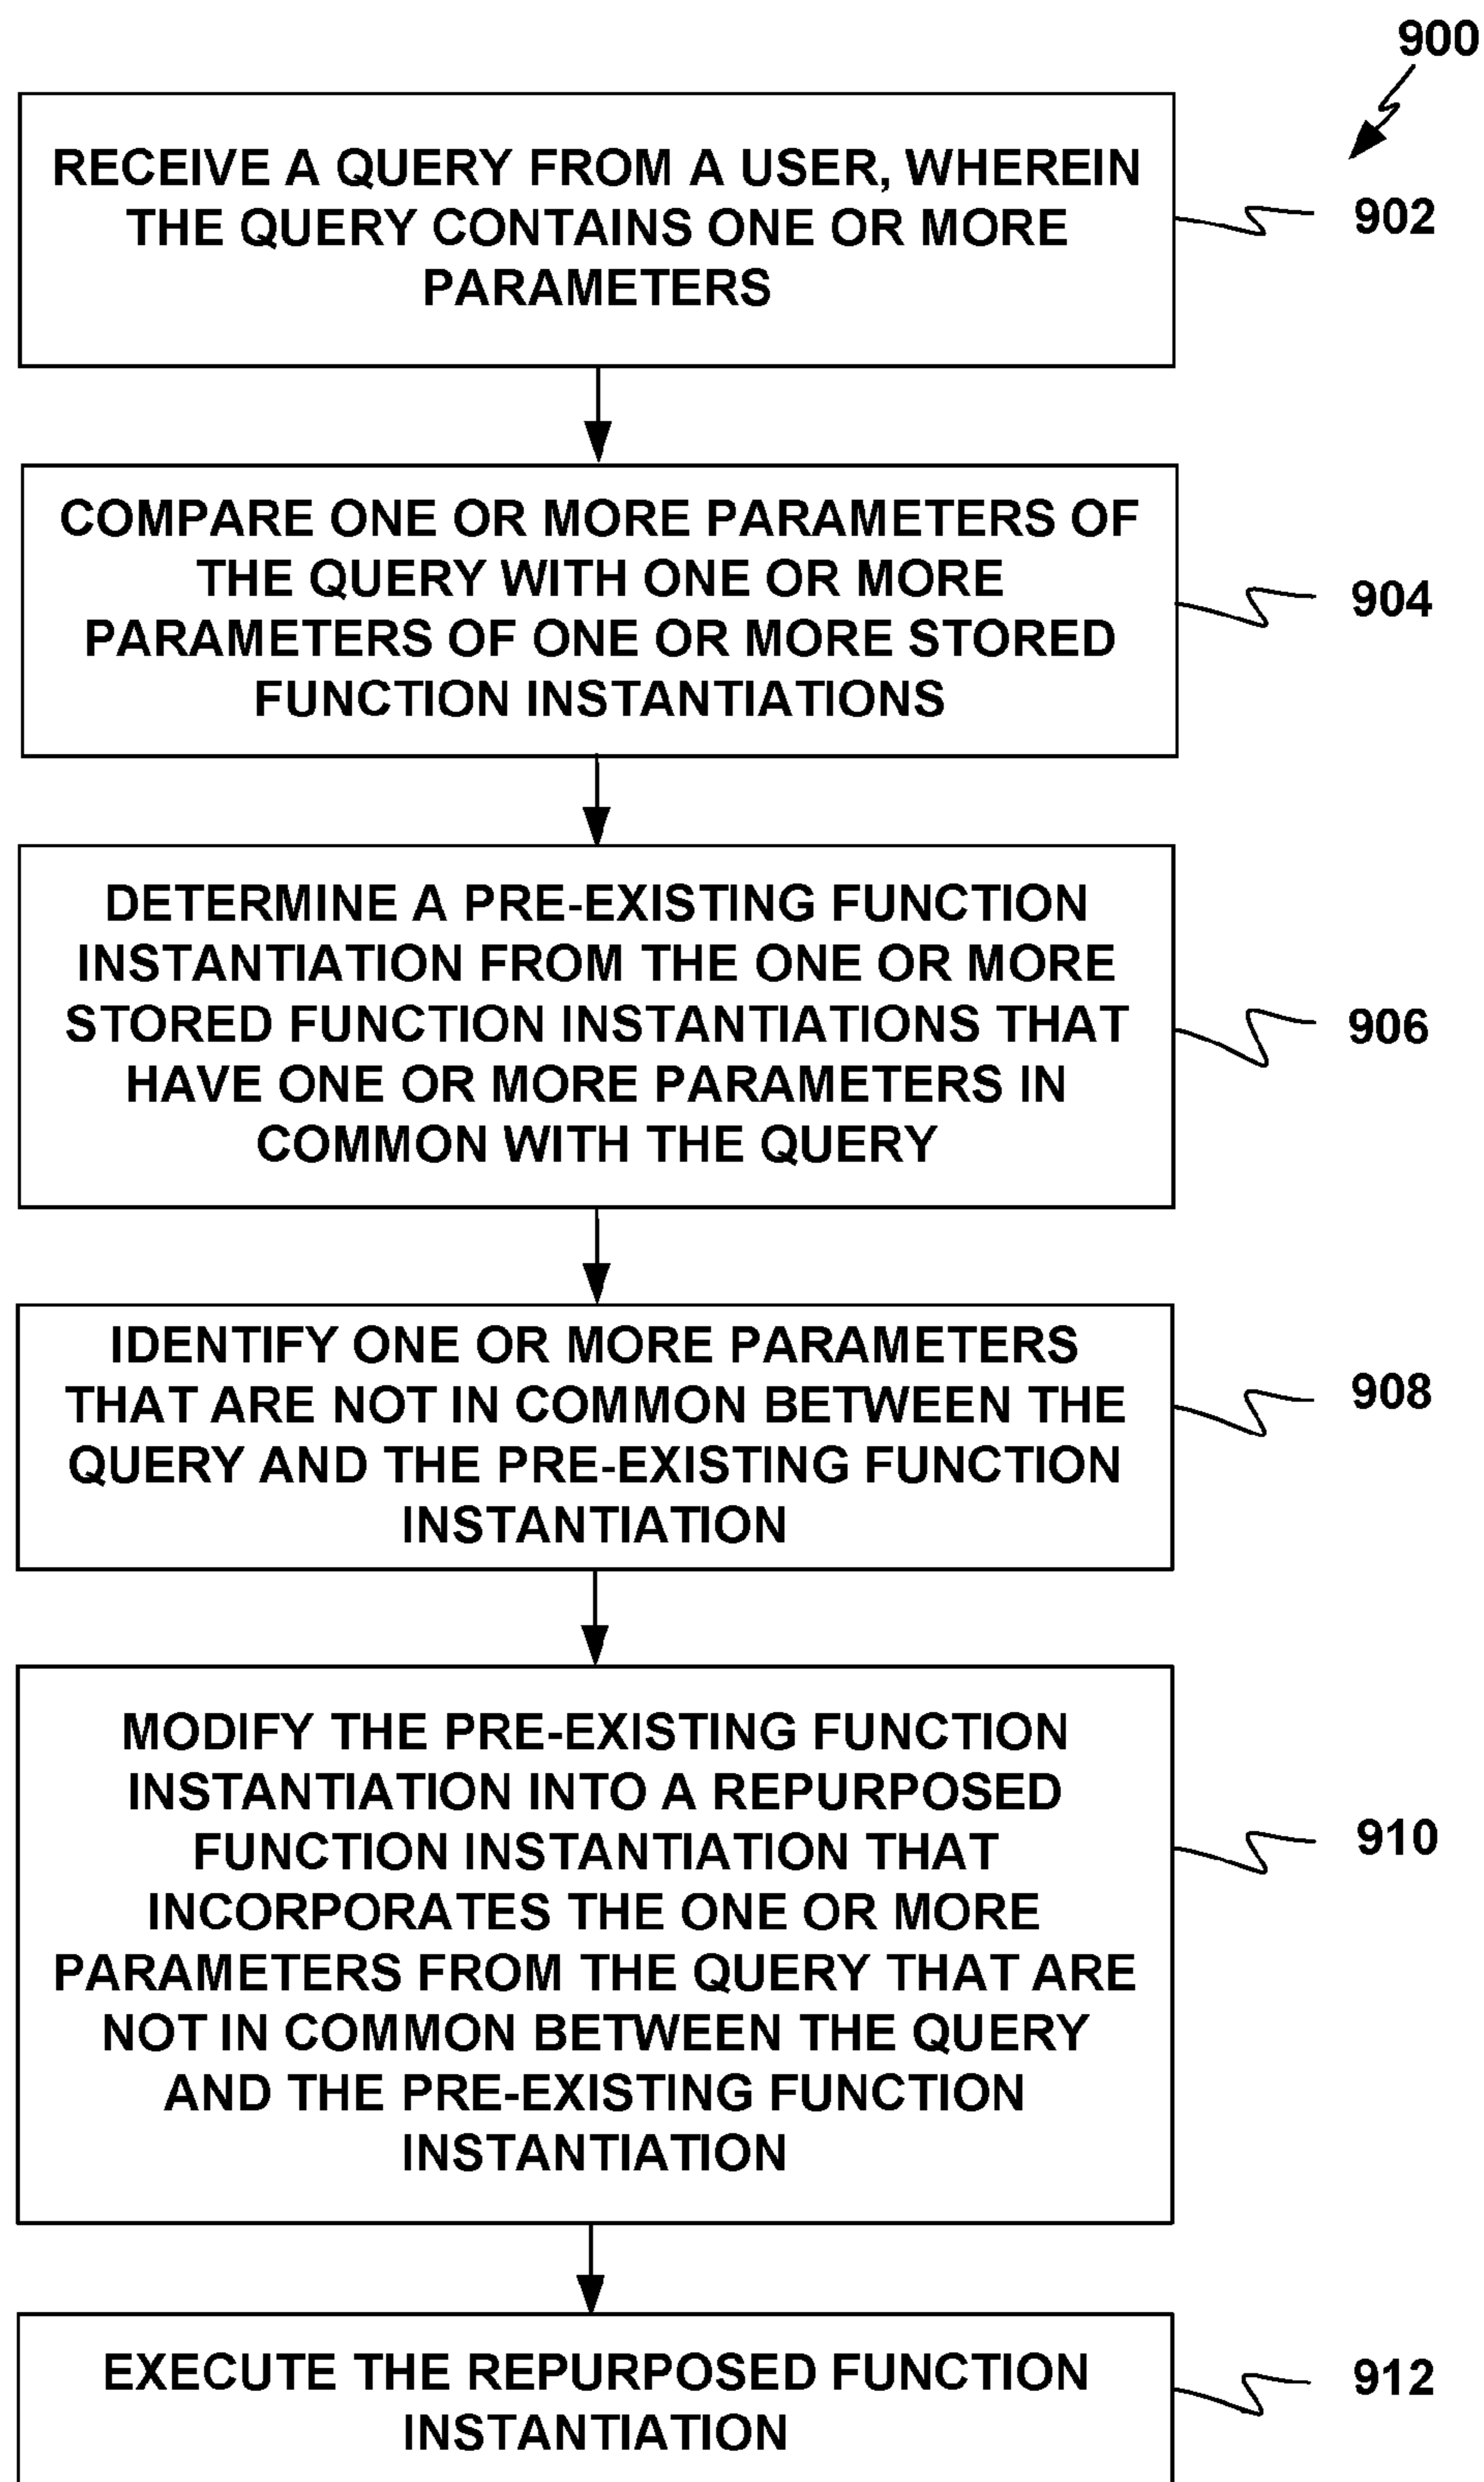 900
RECEIVE A QUERY FROM A USER, WHEREIN
THE QUERY CONTAINS ONE OR MORE
PARAMETERS
902
COMPARE ONE OR MORE PARAMETERS OF
THE QUERY WITH ONE OR MORE
PARAMETERS OF ONE OR MORE STORED
FUNCTION INSTANTIATIONS
904
DETERMINE A PRE-EXISTING FUNCTION
INSTANTIATION FROM THE ONE OR MORE
STORED FUNCTION INSTANTIATIONS THAT
HAVE ONE OR MORE PARAMETERS IN
COMMON WITH THE QUERY
906
IDENTIFY ONE OR MORE PARAMETERS
THAT ARE NOT IN COMMON BETWEEN THE
QUERY AND THE PRE-EXISTING FUNCTION
INSTANTIATION
908
MODIFY THE PRE-EXISTING FUNCTION
INSTANTIATION INTO A REPURPOSED
FUNCTION INSTANTIATION THAT
INCORPORATES THE ONE OR MORE
PARAMETERS FROM THE QUERY THAT ARE
NOT IN COMMON BETWEEN THE QUERY
AND THE PRE-EXISTING FUNCTION
INSTANTIATION
910
EXECUTE THE REPURPOSED FUNCTION
INSTANTIATION
912